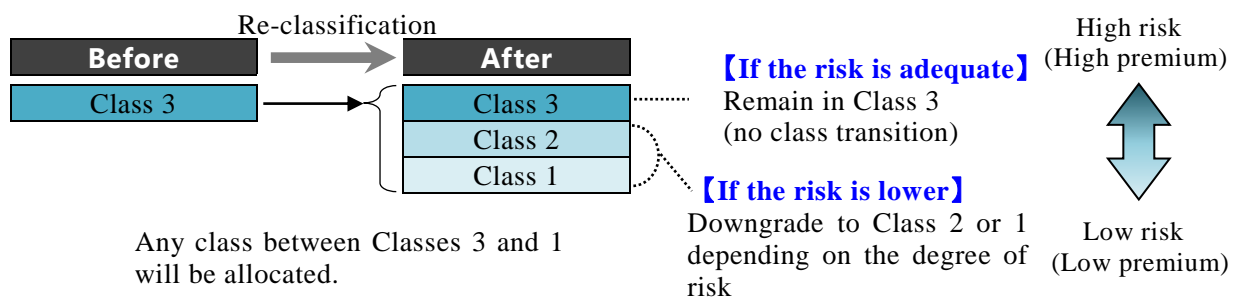 Re-classification
Before
After
Class 3
Class 3
Class 2
Class 1
Any class between Classes 3 and 1
will be allocated.
【If the risk is adequate】
Remain in Class 3
(no class transition)
【If the risk is lower】
Downgrade to Class 2 or 1
depending on the degree of
risk
High risk
(High premium)
Low risk
(Low premium)